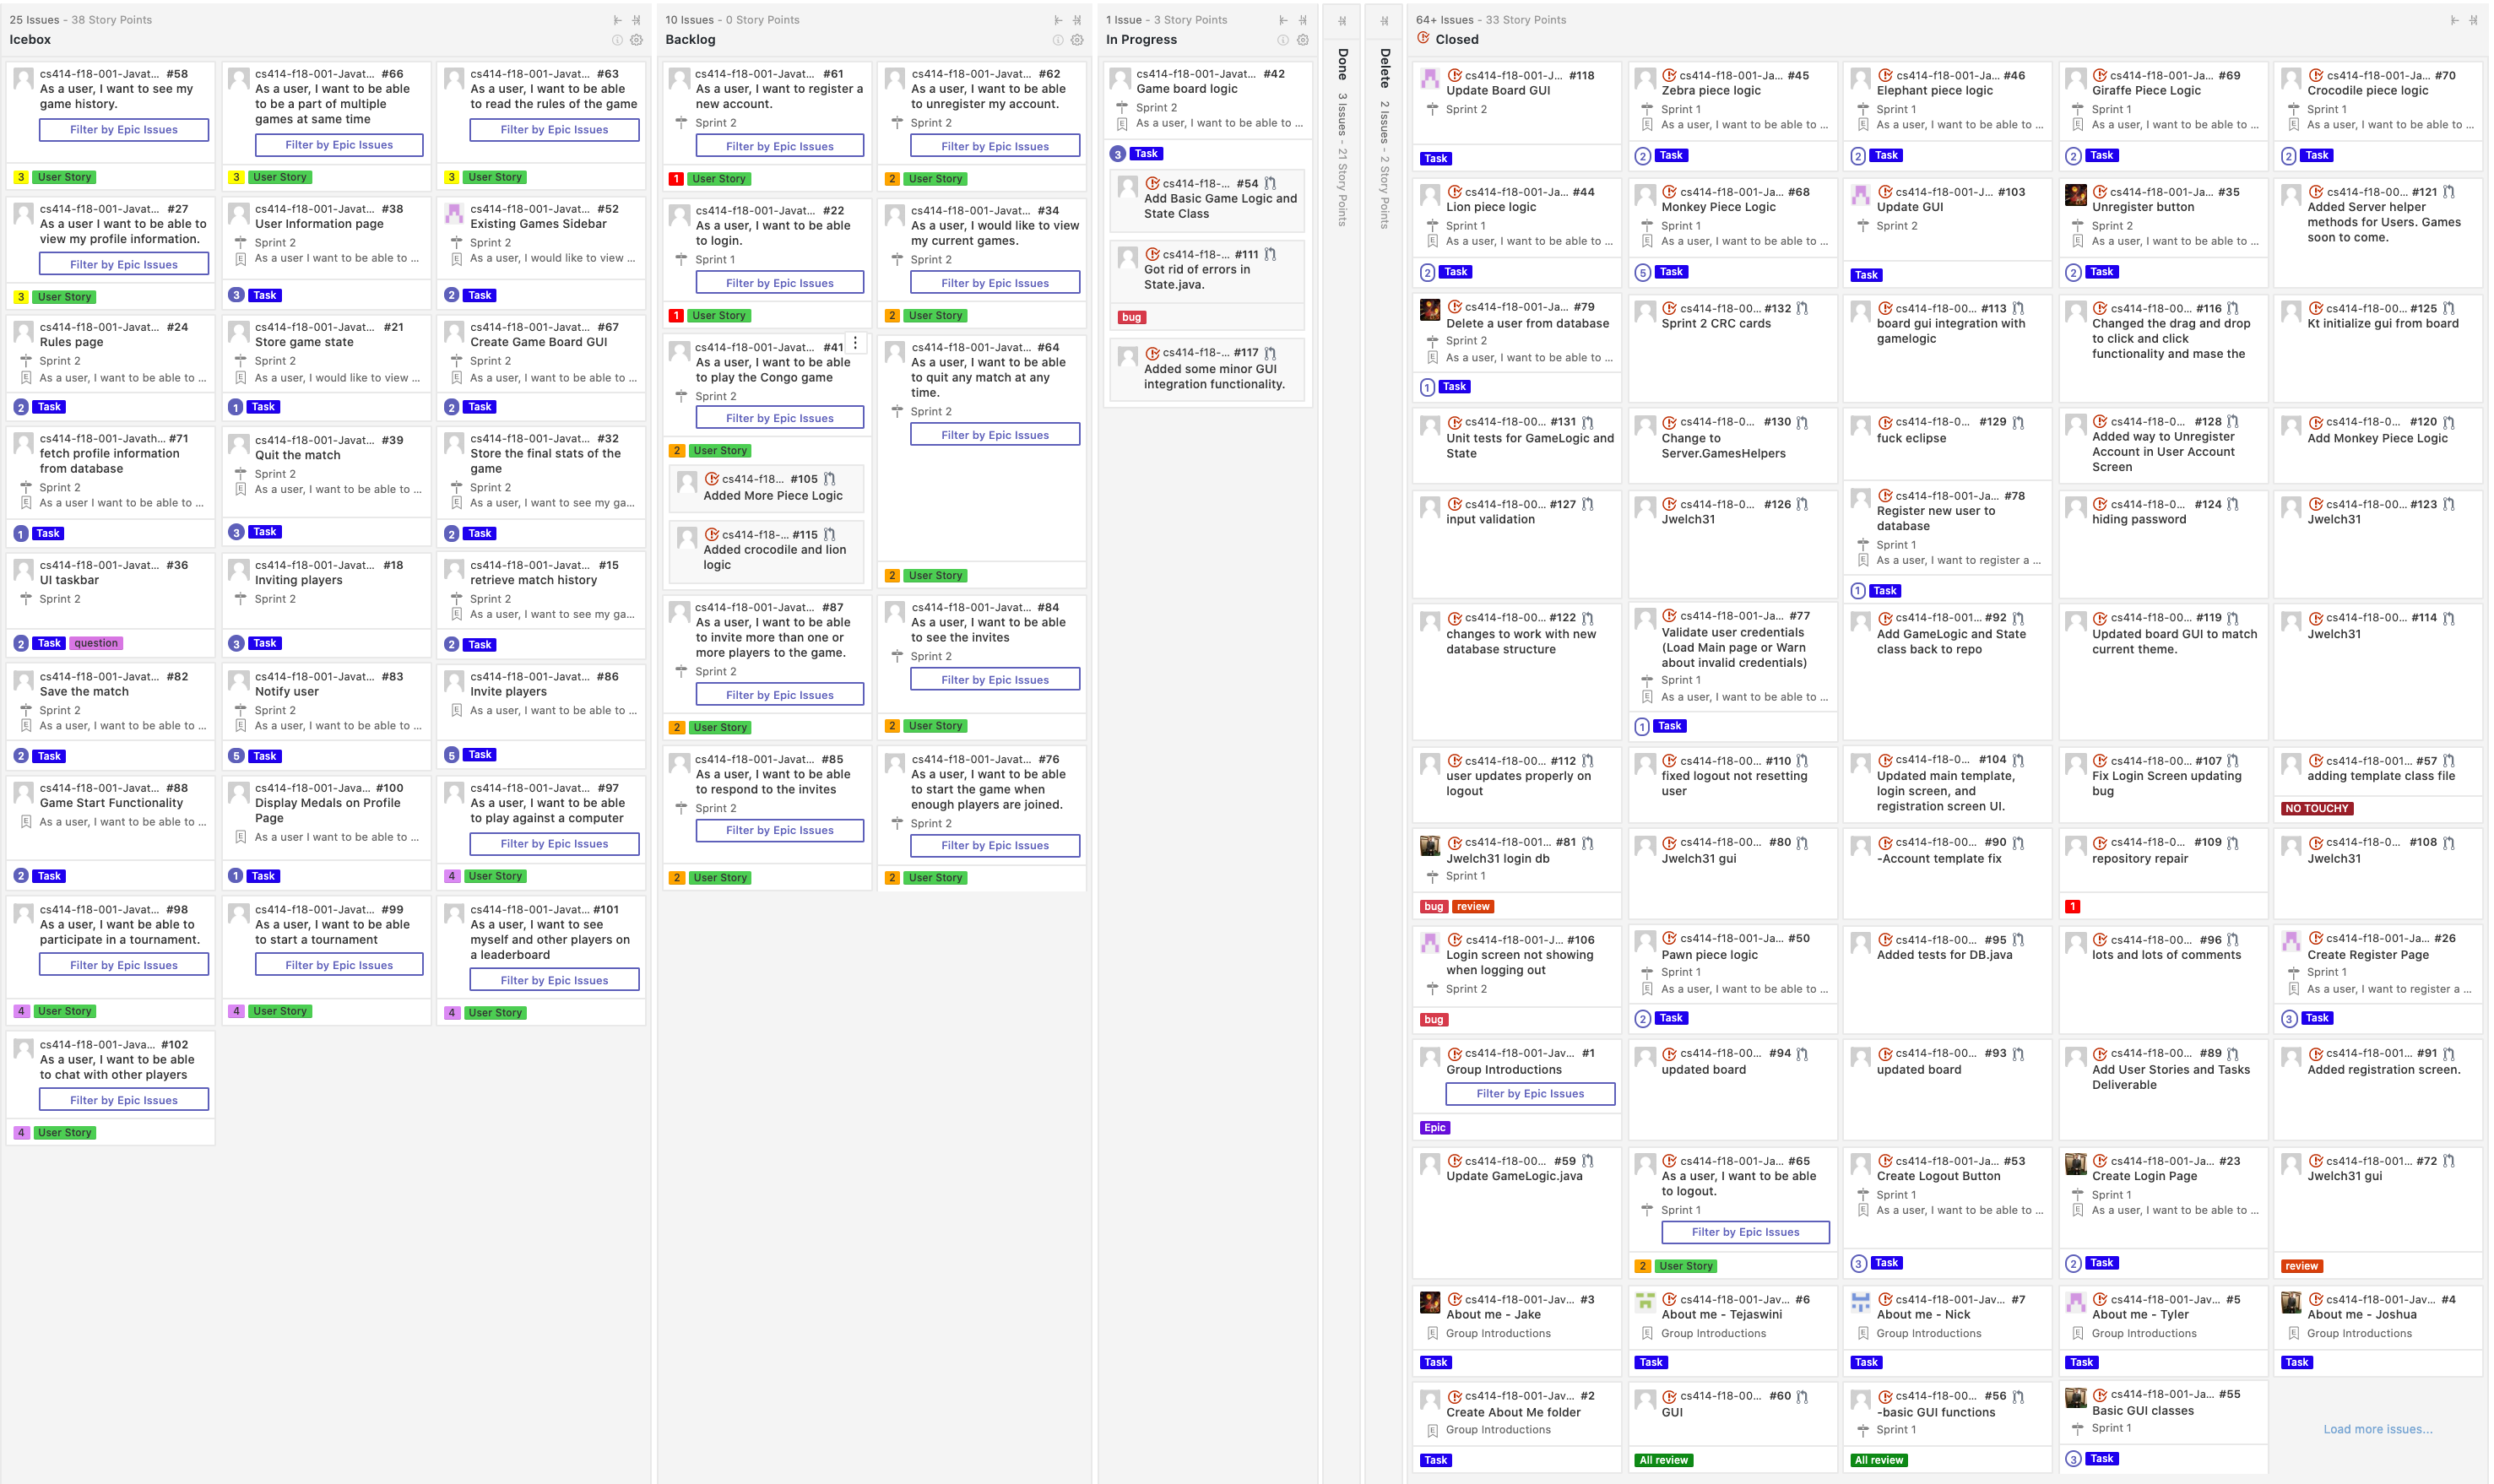 25 Issues - 38 Story Points
Icebox
cs414-f18-001-Javat... #58
As a user, I want to see my
game history.
Filter by Epic Issues
3 User Story
cs414-f18-001-Javat... #66
As a user, I want to be able
to be a part of multiple
games at same time
Filter by Epic Issues
3 User Story
cs414-f18-001-Javat... #63
As a user, I want to be able
to read the rules of the game
Filter by Epic Issues
3 User Story
cs414-f18-001-Javat... #27
As a user I want to be able to
view my profile information.
Filter by Epic Issues
3 User Story
cs414-f18-001-Javat... #38
User Information page
Sprint 2
As a user I want to be able to ...
3 Task
cs414-f18-001-Javat... #52
Existing Games Sidebar
Sprint 2
As a user, I would like to view ...
2 Task
cs414-f18-001-Javat... #24
Rules page
Sprint 2
As a user, I want to be able to ...
2 Task
cs414-f18-001-Javat... #21
Store game state
Sprint 2
As a user, I would like to view ...
1 Task
cs414-f18-001-Javat... #67
Create Game Board GUI
Sprint 2
As a user, I want to be able to ...
2 Task
cs414-f18-001-Javath... #71
fetch profile information
from database
Sprint 2
As a user I want to be able to ...
1 Task
cs414-f18-001-Javat... #39
Quit the match
Sprint 2
As a user, I want to be able to ...
3 Task
cs414-f18-001-Javat... #32
Store the final stats of the
game
Sprint 2
As a user, I want to see my ga...
2 Task
cs414-f18-001-Javat... #36
UI taskbar
Sprint 2
2 Task question
cs414-f18-001-Javat... #18
Inviting players
Sprint 2
3 Task
cs414-f18-001-Javat... #15
retrieve match history
Sprint 2
As a user, I want to see my ga...
2 Task
cs414-f18-001-Javat... #82
Save the match
Sprint 2
As a user, I want to be able to ...
2 Task
cs414-f18-001-Javat... #83
Notify user
Sprint 2
As a user, I want to be able to ...
5 Task
cs414-f18-001-Javat... #86
Invite players
As a user, I want to be able to ...
5 Task
cs414-f18-001-Javat... #88
Game Start Functionality
As a user, I want to be able to ...
2 Task
cs414-f18-001-Java... #100
Display Medals on Profile
Page
As a user I want to be able to ...
1 Task
cs414-f18-001-Javat... #97
As a user, I want to be able
to play against a computer
Filter by Epic Issues
4 User Story
cs414-f18-001-Javat... #98
As a user, I want be able to
participate in a tournament.
Filter by Epic Issues
4 User Story
cs414-f18-001-Javat... #99
As a user, I want to be able
to start a tournament
Filter by Epic Issues
4 User Story
cs414-f18-001-Javat... #101
As a user, I want to see
myself and other players on
a leaderboard
Filter by Epic Issues
4 User Story
cs414-f18-001-Java... #102
As a user, I want to be able
to chat with other players
Filter by Epic Issues
4 User Story
10 Issues - 0 Story Points
Backlog
cs414-f18-001-Javat... #61
As a user, I want to register a
new account.
Sprint 2
Filter by Epic Issues
1 User Story
cs414-f18-001-Javat... #62
As a user, I want to be able
to unregister my account.
Sprint 2
Filter by Epic Issues
2 User Story
cs414-f18-001-Javat... #22
As a user, I want to be able
to login.
Sprint 1
Filter by Epic Issues
1 User Story
cs414-f18-001-Javat... #34
As a user, I would like to view
my current games.
Sprint 2
Filter by Epic Issues
2 User Story
cs414-f18-001-Javat... #41
As a user, I want to be able
to play the Congo game
Sprint 2
Filter by Epic Issues
2 User Story
cs414-f18... #105
Added More Piece Logic
cs414-f18-... #115
Added crocodile and lion
logic
cs414-f18-001-Javat... #64
As a user, I want to be able
to quit any match at any
time.
Sprint 2
Filter by Epic Issues
2 User Story
cs414-f18-001-Javat... #87
As a user, I want to be able
to invite more than one or
more players to the game.
Sprint 2
Filter by Epic Issues
2 User Story
cs414-f18-001-Javat... #84
As a user, I want to be able
to see the invites
Sprint 2
Filter by Epic Issues
2 User Story
cs414-f18-001-Javat... #85
As a user, I want to be able
to respond to the invites
Sprint 2
Filter by Epic Issues
2 User Story
cs414-f18-001-Javat... #76
As a user, I want to be able
to start the game when
enough players are joined.
Sprint 2
Filter by Epic Issues
2 User Story
1 Issue - 3 Story Points
In Progress
cs414-f18-001-Javat... #42
Game board logic
Sprint 2
As a user, I want to be able to ...
3 Task
cs414-f18-... #54
Add Basic Game Logic and
State Class
cs414-f18-... #111
Got rid of errors in
State.java.
bug
cs414-f18-... #117
Added some minor GUI
integration functionality.
Done 3 Issues - 21 Story Points
Delete 2 Issues - 2 Story Points
64+ Issues - 33 Story Points
Closed
cs414-f18-001-J... #118
Update Board GUI
Sprint 2
Task
cs414-f18-001-Ja... #45
Zebra piece logic
Sprint 1
As a user, I want to be able to ...
2 Task
cs414-f18-001-Ja... #46
Elephant piece logic
Sprint 1
As a user, I want to be able to ...
2 Task
cs414-f18-001-Ja... #69
Giraffe Piece Logic
Sprint 1
As a user, I want to be able to ...
2 Task
cs414-f18-001-Ja... #70
Crocodile piece logic
Sprint 1
As a user, I want to be able to ...
2 Task
cs414-f18-001-Ja... #44
Lion piece logic
Sprint 1
As a user, I want to be able to ...
2 Task
cs414-f18-001-Ja... #68
Monkey Piece Logic
Sprint 1
As a user, I want to be able to ...
5 Task
cs414-f18-001-J... #103
Update GUI
Sprint 2
Task
cs414-f18-001-Ja... #35
Unregister button
Sprint 2
As a user, I want to be able to ...
2 Task
cs414-f18-00... #121
Added Server helper
methods for Users. Games
soon to come.
cs414-f18-001-Ja... #79
Delete a user from database
Sprint 2
As a user, I want to be able to ...
1 Task
cs414-f18-00... #132
Sprint 2 CRC cards
cs414-f18-00... #113
board gui integration with
gamelogic
cs414-f18-0... #116
Changed the drag and drop
to click and click
functionality and mase the
cs414-f18-00... #125
Kt initialize gui from board
cs414-f18-00... #131
Unit tests for GameLogic and
State
cs414-f18-0... #130
Change to
Server.GamesHelpers
cs414-f18-0... #129
fuck eclipse
cs414-f18-0... #128
Added way to Unregister
Account in User Account
Screen
cs414-f18-0... #120
Add Monkey Piece Logic
cs414-f18-00... #127
input validation
cs414-f18-0... #126
Jwelch31
cs414-f18-001-Ja... #78
Register new user to
database
Sprint 1
As a user, I want to register a ...
1 Task
cs414-f18-0... #124
hiding password
cs414-f18-00... #123
Jwelch31
cs414-f18-00... #122
changes to work with new
database structure
cs414-f18-001-Ja... #77
Validate user credentials
(Load Main page or Warn
about invalid credentials)
Sprint 1
As a user, I want to be able to ...
1 Task
cs414-f18-001... #92
Add GameLogic and State
class back to repo
cs414-f18-00... #119
Updated board GUI to match
current theme.
cs414-f18-00... #114
Jwelch31
cs414-f18-00... #112
user updates properly on
logout
cs414-f18-00... #110
fixed logout not resetting
user
cs414-f18-0... #104
Updated main template,
login screen, and
registration screen UI.
cs414-f18-00... #107
Fix Login Screen updating
bug
cs414-f18-00... #57
adding template class file
NO TOUCHY
cs414-f18-001... #81
Jwelch31 login db
Sprint 1
bug review
cs414-f18-00... #80
Jwelch31 gui
cs414-f18-00... #90
-Account template fix
cs414-f18-0... #109
repository repair
1
cs414-f18-0... #108
Jwelch31
cs414-f18-001-J... #106
Login screen not showing
when logging out
Sprint 2
bug
cs414-f18-001-Ja... #50
Pawn piece logic
Sprint 1
As a user, I want to be able to ...
2 Task
cs414-f18-00... #95
Added tests for DB.java
cs414-f18-00... #96
lots and lots of comments
cs414-f18-001-Ja... #26
Create Register Page
Sprint 1
As a user, I want to register a ...
3 Task
cs414-f18-001-Jav... #1
Group Introductions
Filter by Epic Issues
Epic
cs414-f18-00... #94
updated board
cs414-f18-00... #93
updated board
cs414-f18-00... #89
Add User Stories and Tasks
Deliverable
cs414-f18-001... #91
Added registration screen.
cs414-f18-00... #59
Update GameLogic.java
cs414-f18-001-Ja... #65
As a user, I want to be able
to logout.
Sprint 1
Filter by Epic Issues
2 User Story
cs414-f18-001-Ja... #53
Create Logout Button
Sprint 1
As a user, I want to be able to ...
3 Task
cs414-f18-001-Ja... #23
Create Login Page
Sprint 1
As a user, I want to be able to ...
2 Task
cs414-f18-001... #72
Jwelch31 gui
review
cs414-f18-001-Jav... #3
About me - Jake
Group Introductions
Task
cs414-f18-001-Jav... #6
About me - Tejaswini
Group Introductions
Task
cs414-f18-001-Jav... #7
About me - Nick
Group Introductions
Task
cs414-f18-001-Jav... #5
About me - Tyler
Group Introductions
Task
cs414-f18-001-Jav... #4
About me - Joshua
Group Introductions
Task
cs414-f18-001-Jav... #2
Create About Me folder
Group Introductions
Task
cs414-f18-00... #60
GUI
All review
cs414-f18-00... #56
-basic GUI functions
Sprint 1
All review
cs414-f18-001-Ja... #55
Basic GUI classes
Sprint 1
3 Task
Load more issues...